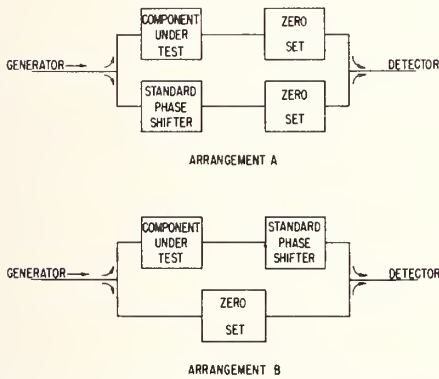 COMPONENT
UNDER
TEST
ZERO
SET
GENERATOR
DETECTOR
STANDARD
PHASE
SHIFTER
ZERO
SET
ARRANGEMENT A
COMPONENT
UNDER
TEST
STANDARD
PHASE
SHIFTER
GENERATOR
DETECTOR
ZERO
SET
ARRANGEMENT B